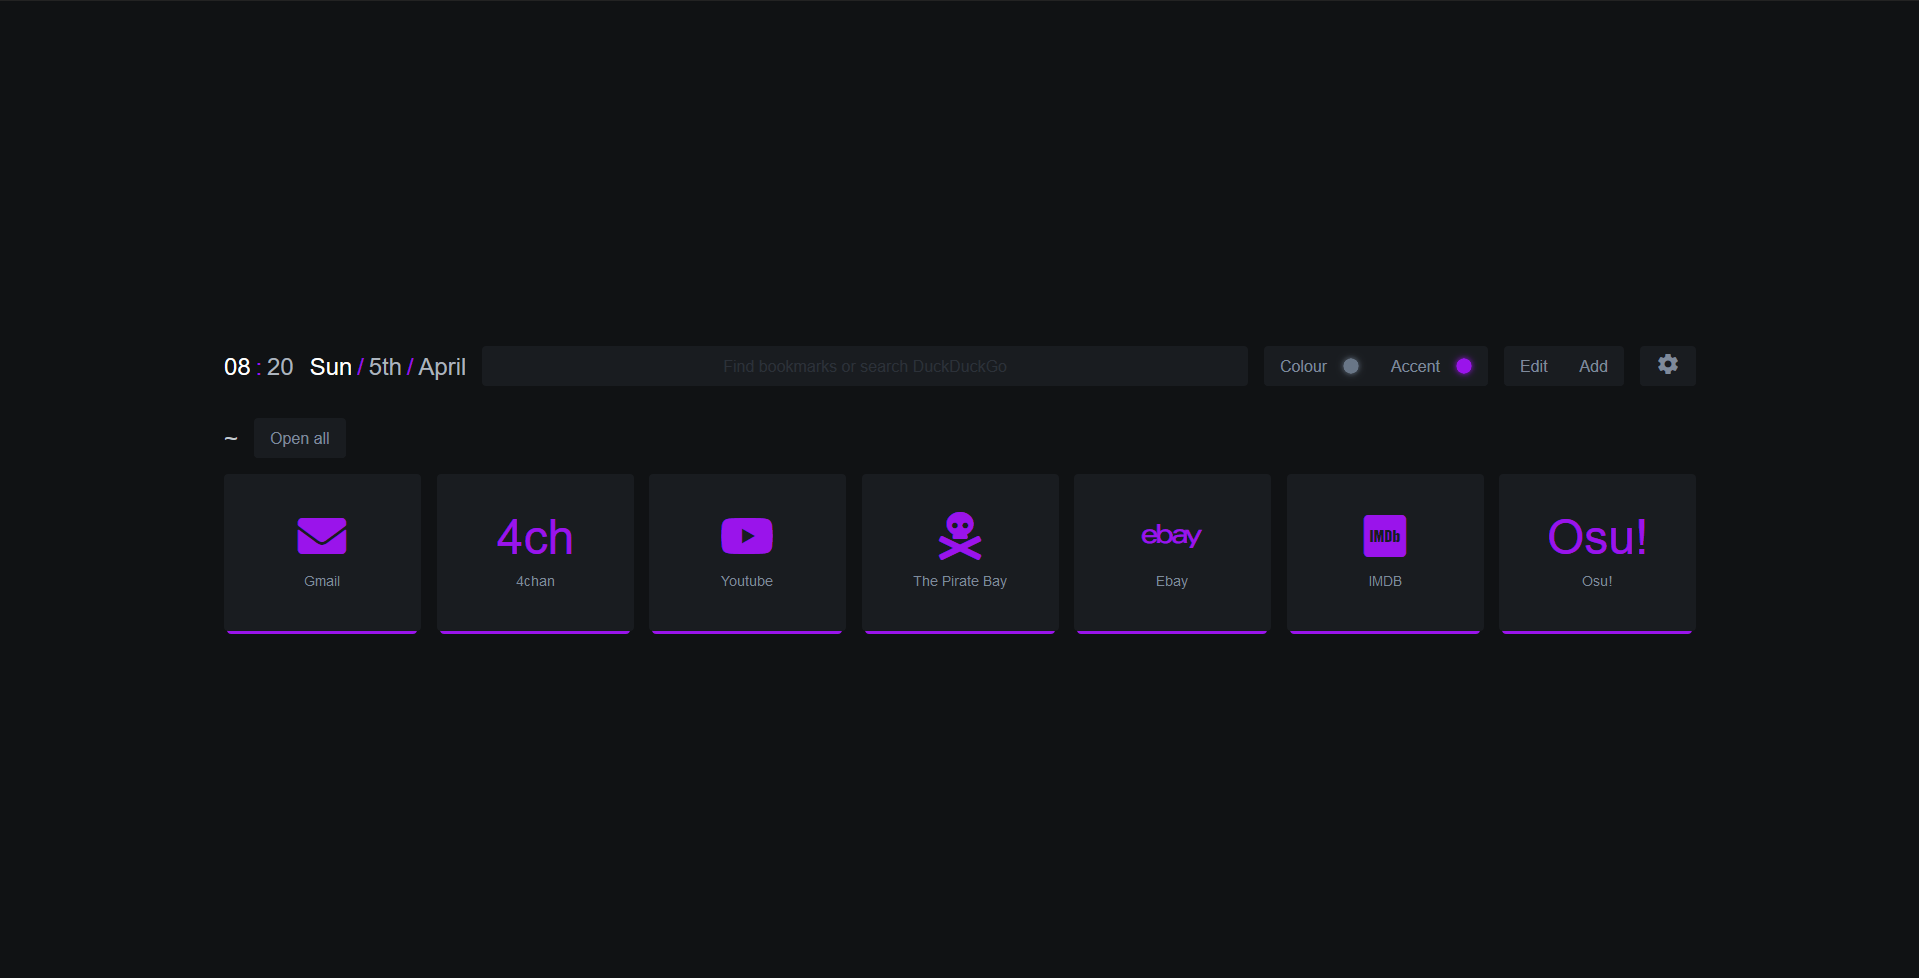 08 : 20 Sun / 5th / April Find bookmarks or search DuckDuckGo Colour Accent Edit Add
~ Open all
4ch ebay IMDb Osu!
Gmail 4chan Youtube The Pirate Bay Ebay IMDB Osu!